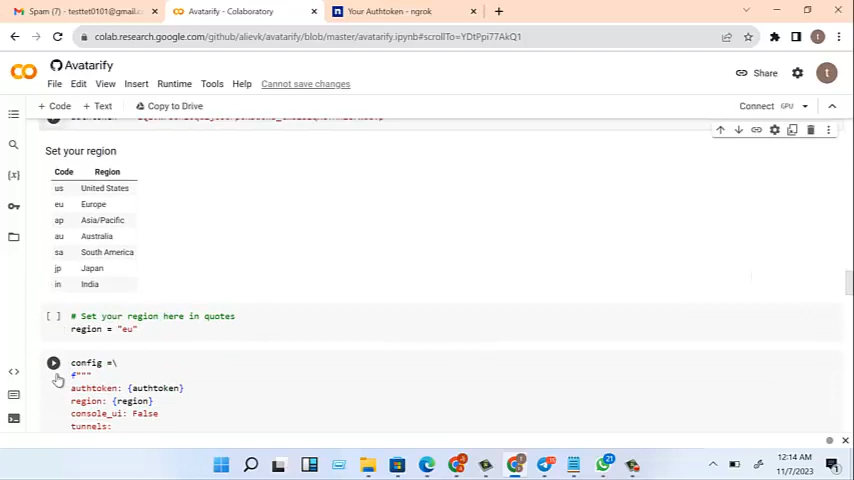 Spam (7) - testtet0101@gmail.c
Avatarify - Colaboratory
Your Authtoken - ngrok
colab.research.google.com/github/alievk/avatarify/blob/master/avatarify.ipynb#scrollTo=YDtPpi77AkQ1
t
Avatarify
File Edit View Insert Runtime Tools Help Cannot save changes
Share
t
+ Code + Text Copy to Drive
Connect GPU
Set your region
Code Region
us United States
eu Europe
ap Asia/Pacific
au Australia
sa South America
jp Japan
in India
[ ] # Set your region here in quotes
region = "eu"
config =\
f"""
authtoken: {authtoken}
region: {region}
console_ui: False
tunnels:
21
12:14 AM
11/7/2023